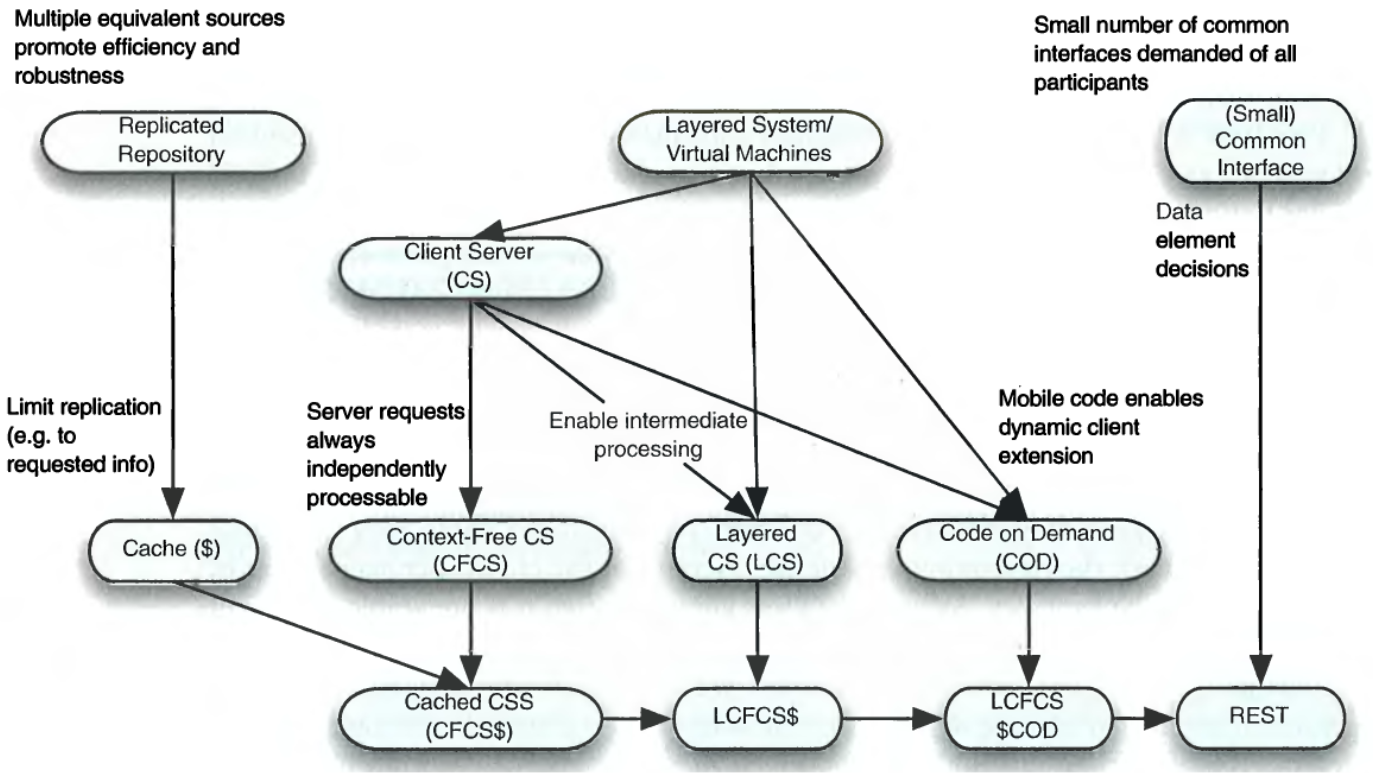 Multiple equivalent sources
promote efficiency and
robustness
Small number of common
interfaces demanded of all
participants
Replicated
Repository
Layered System/
Virtual Machines
(Small)
Common
Interface
Data
element
decisions
Client Server
(CS)
Limit replication
(e.g. to
requested info)
Server requests
always
independently
processable
Enable intermediate
processing
Mobile code enables
dynamic client
extension
Cache ($)
Context-Free CS
(CFCS)
Layered
CS (LCS)
Code on Demand
(COD)
Cached CSS
(CFCS$)
LCFCS$
LCFCS
$COD
REST